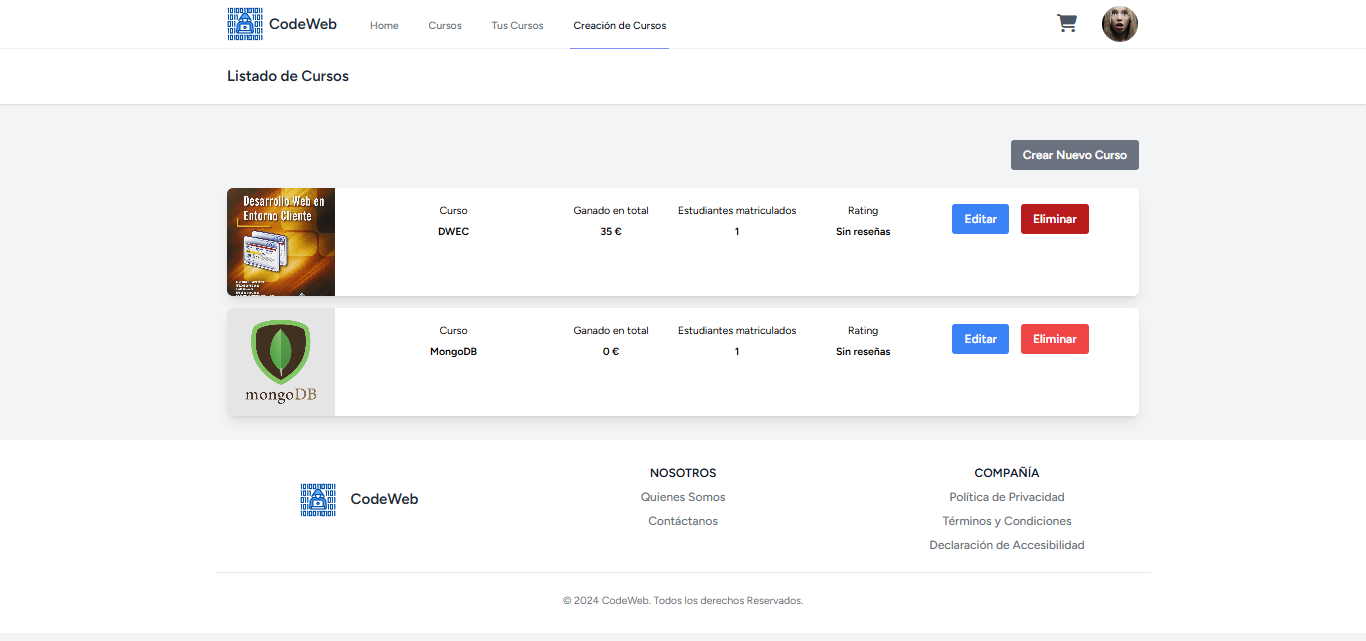 CodeWeb Home Cursos Tus Cursos Creación de Cursos
Listado de Cursos
Crear Nuevo Curso
Desarrollo Web en
Entorno Cliente
Curso Ganado en total Estudiantes matriculados Rating Editar Eliminar
DWEC 35 € 1 Sin reseñas
Curso Ganado en total Estudiantes matriculados Rating Editar Eliminar
MongoDB 0 € 1 Sin reseñas
mongoDB
NOSOTROS COMPAÑÍA
CodeWeb Quienes Somos Política de Privacidad
Contáctanos Términos y Condiciones
Declaración de Accesibilidad
© 2024 CodeWeb. Todos los derechos Reservados.